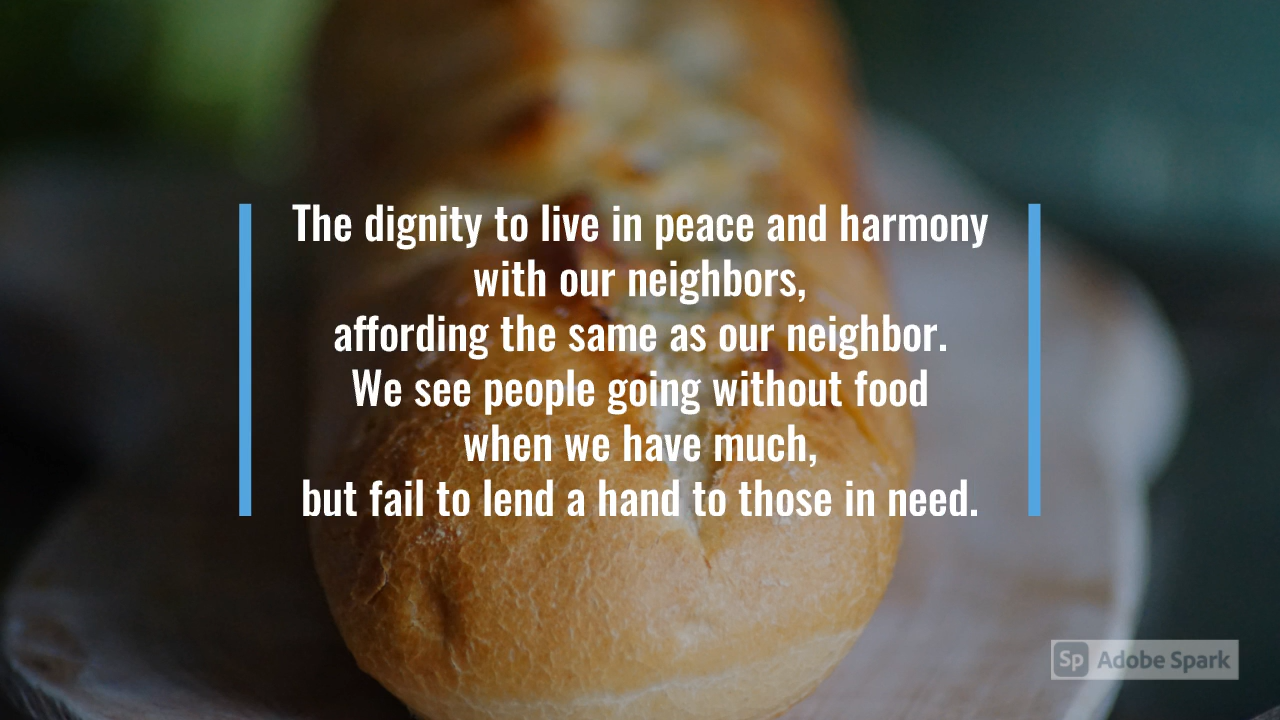 The dignity to live in peace and harmony
with our neighbors,
affording the same as our neighbor.
We see people going without food
when we have much,
but fail to lend a hand to those in need.
Sp Adobe Spark